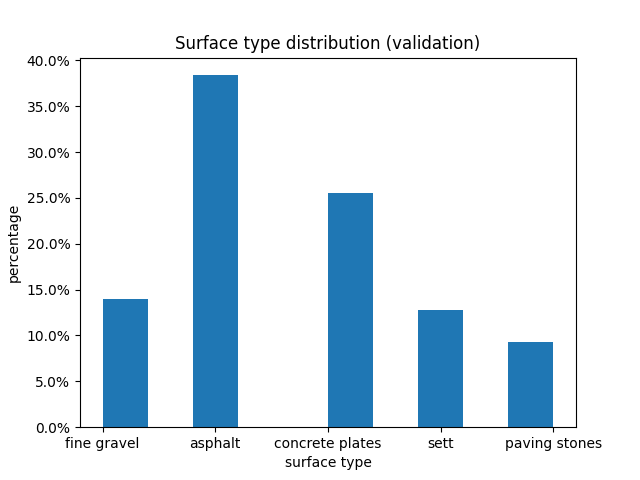 Surface type distribution (validation)
40.0%
35.0%
30.0%
25.0%
20.0%
15.0%
10.0%
5.0%
0.0%
percentage
fine gravel asphalt concrete plates sett paving stones
surface type